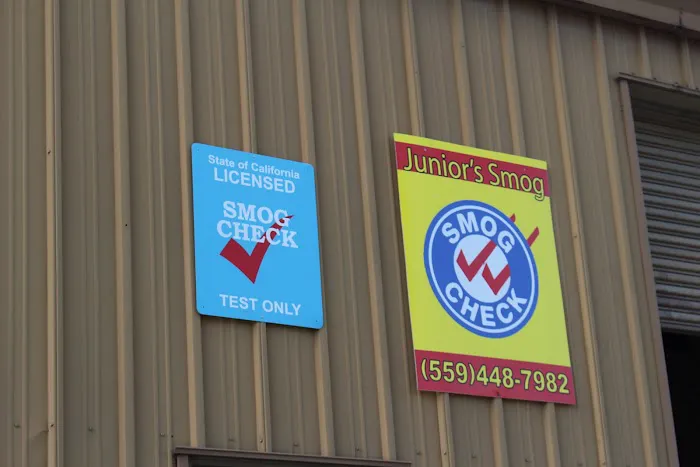 State of California
LICENSED
SMOG
CHECK
TEST ONLY
Junior's Smog
SMOG
CHECK
(559)448-7982